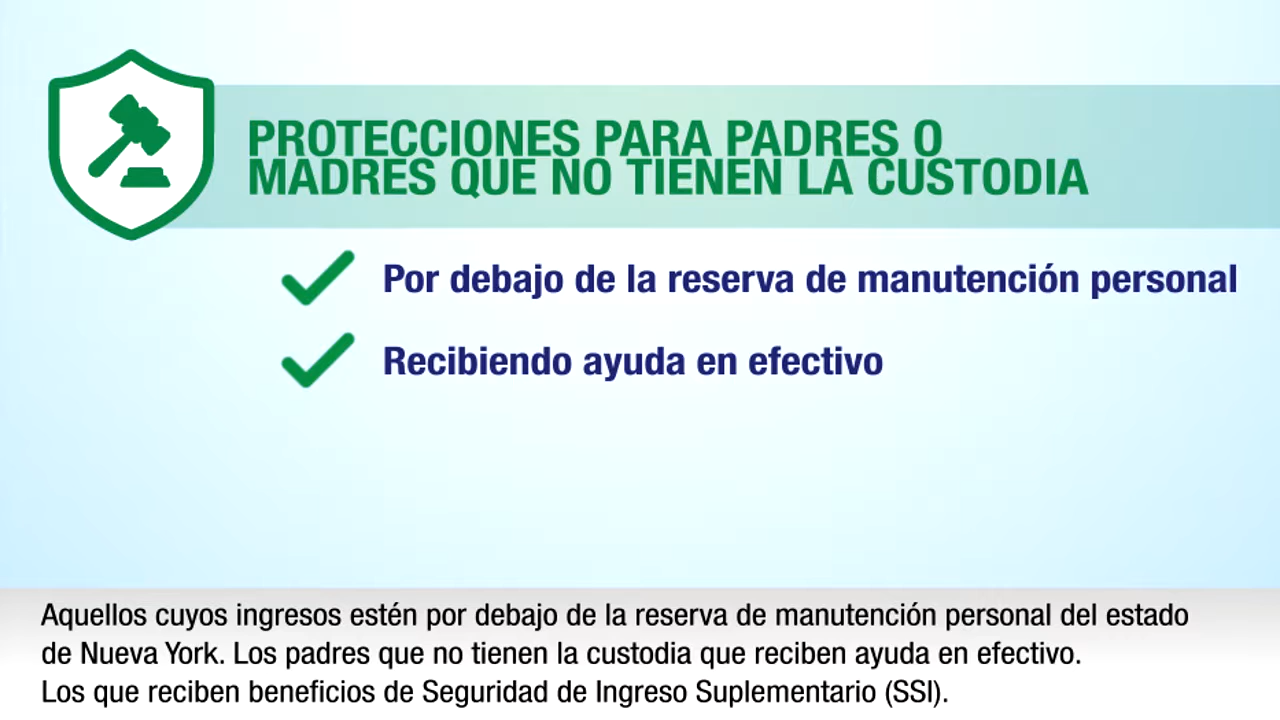 PROTECCIONES PARA PADRES O
MADRES QUE NO TIENEN LA CUSTODIA
Por debajo de la reserva de manutención personal
Recibiendo ayuda en efectivo
Aquellos cuyos ingresos estén por debajo de la reserva de manutención personal del estado
de Nueva York. Los padres que no tienen la custodia que reciben ayuda en efectivo.
Los que reciben beneficios de Seguridad de Ingreso Suplementario (SSI).